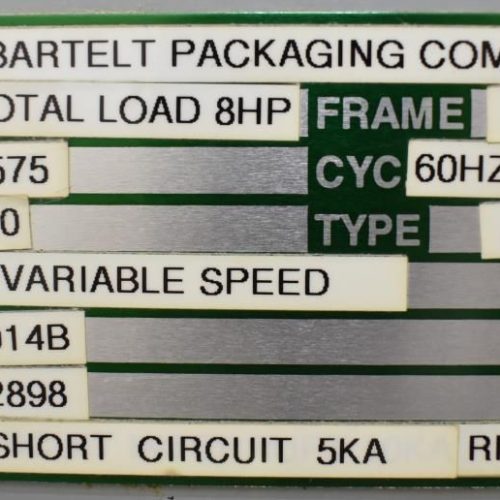 BARTELT PACKAGING COM
OTAL LOAD 8HP FRAME
575 CYC 60HZ
0 TYPE
VARIABLE SPEED
014B
2898
SHORT CIRCUIT 5KA